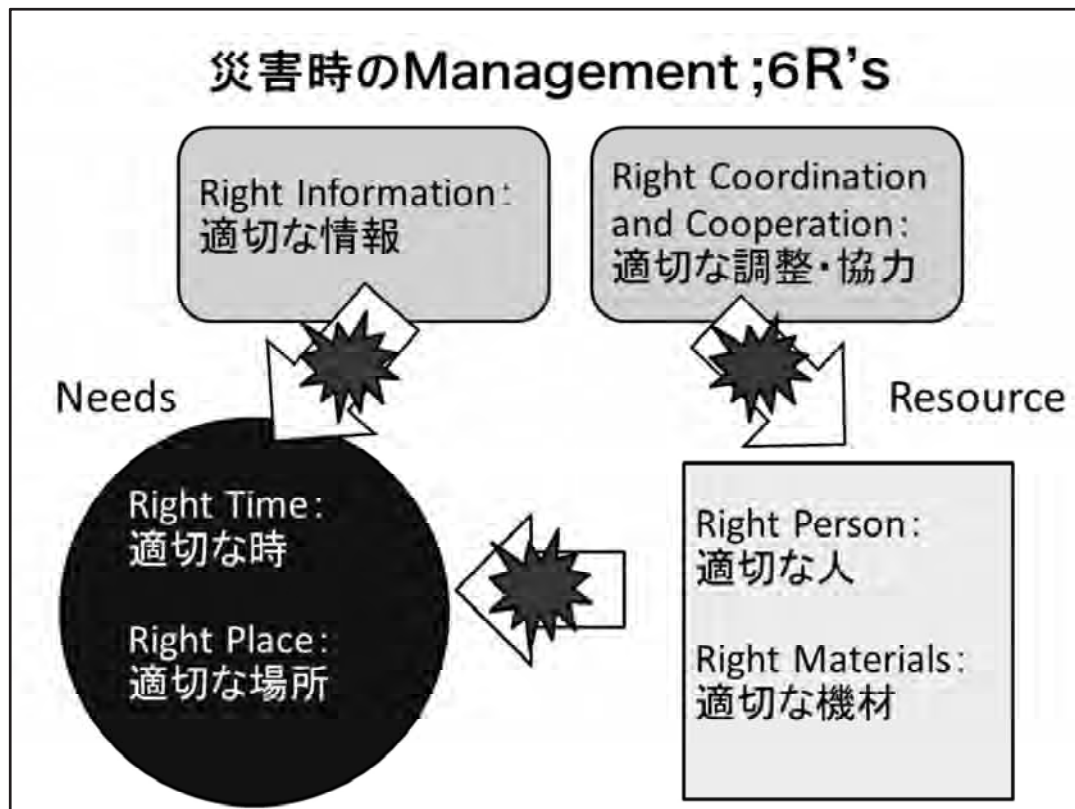 災害時のManagement ;6R's
Right Information:
適切な情報
Right Coordination
and Cooperation:
適切な調整・協力
Needs
Resource
Right Time:
適切な時
Right Place:
適切な場所
Right Person:
適切な人
Right Materials:
適切な機材